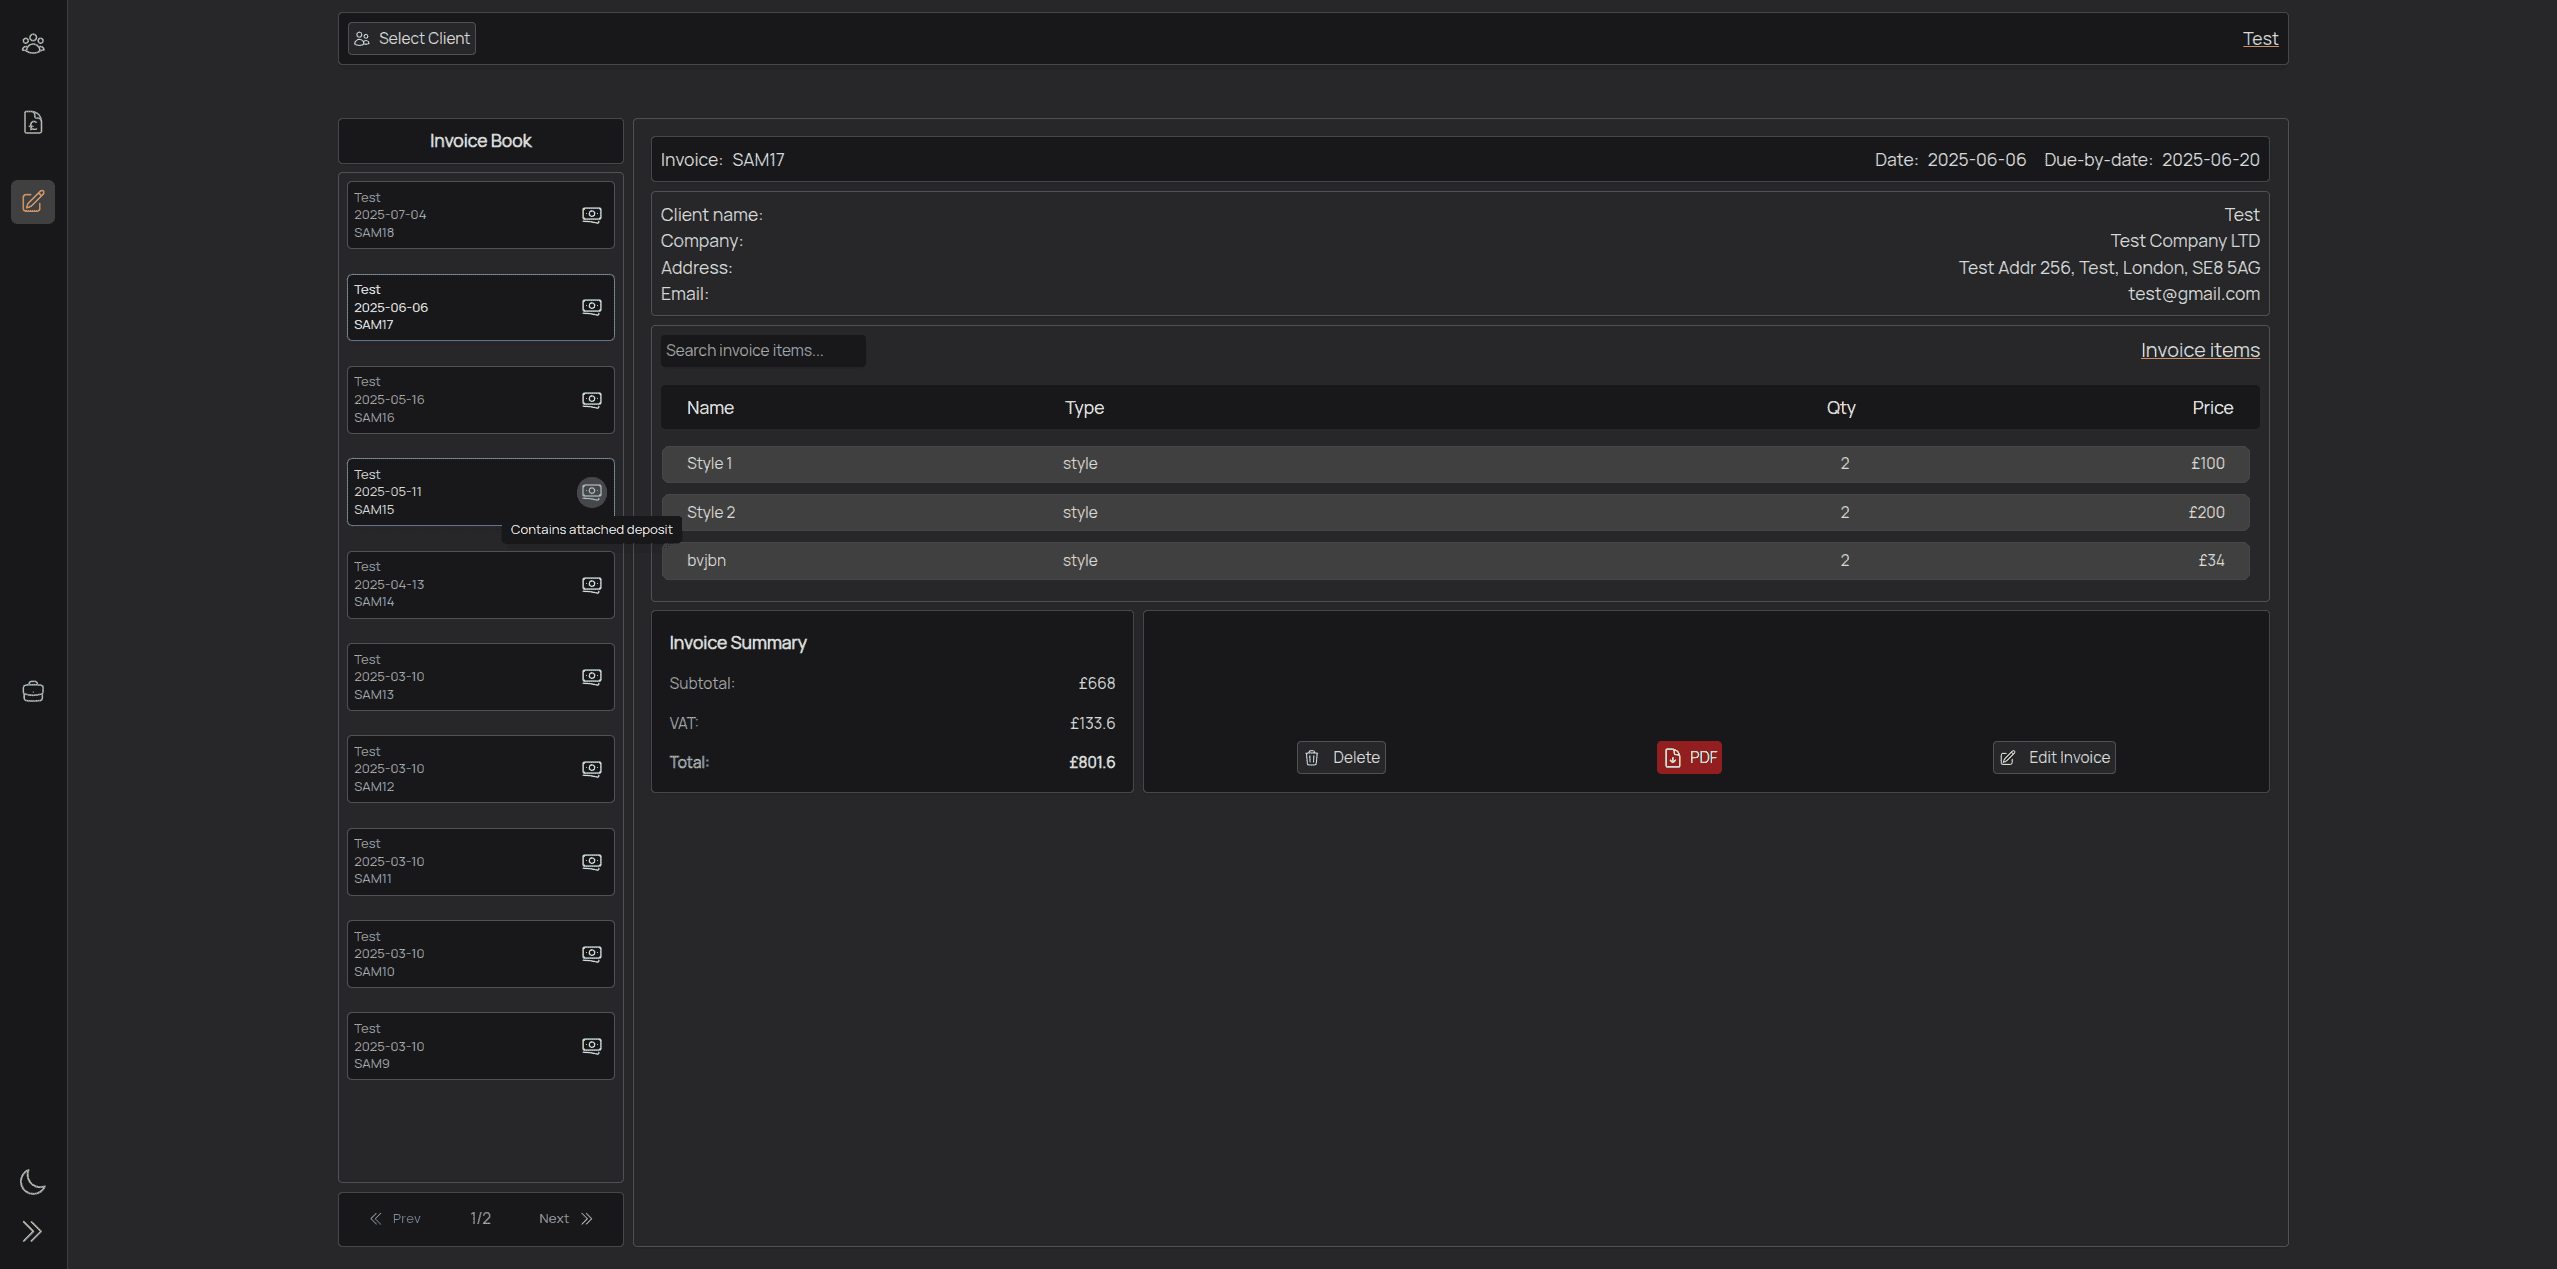 Select Client
Test
Invoice Book
Test
2025-07-04
SAM18
Test
2025-06-06
SAM17
Test
2025-05-16
SAM16
Test
2025-05-11
SAM15
Contains attached deposit
Test
2025-04-13
SAM14
Test
2025-03-10
SAM13
Test
2025-03-10
SAM12
Test
2025-03-10
SAM11
Test
2025-03-10
SAM10
Test
2025-03-10
SAM9
Prev 1/2 Next
Invoice: SAM17 Date: 2025-06-06 Due-by-date: 2025-06-20
Client name: Test
Company: Test Company LTD
Address: Test Addr 256, Test, London, SE8 5AG
Email: test@gmail.com
Search invoice items... Invoice items
Name Type Qty Price
Style 1 style 2 £100
Style 2 style 2 £200
bvjbn style 2 £34
Invoice Summary
Subtotal: £668
VAT: £133.6
Total: £801.6
Delete PDF Edit Invoice